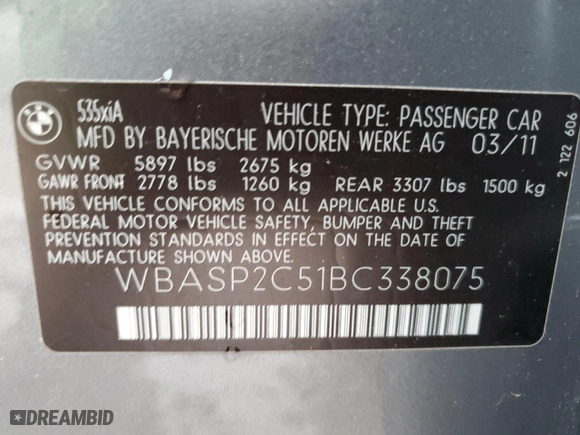 BMW
535xiA
VEHICLE TYPE: PASSENGER CAR
MFD BY BAYERISCHE MOTOREN WERKE AG 03/11
GVWR 5897 lbs 2675 kg
GAWR FRONT 2778 lbs 1260 kg REAR 3307 lbs 1500 kg
THIS VEHICLE CONFORMS TO ALL APPLICABLE U.S.
FEDERAL MOTOR VEHICLE SAFETY, BUMPER AND THEFT
PREVENTION STANDARDS IN EFFECT ON THE DATE OF
MANUFACTURE SHOWN ABOVE.
WBASP2C51BC338075
2 122 606
DREAMBID